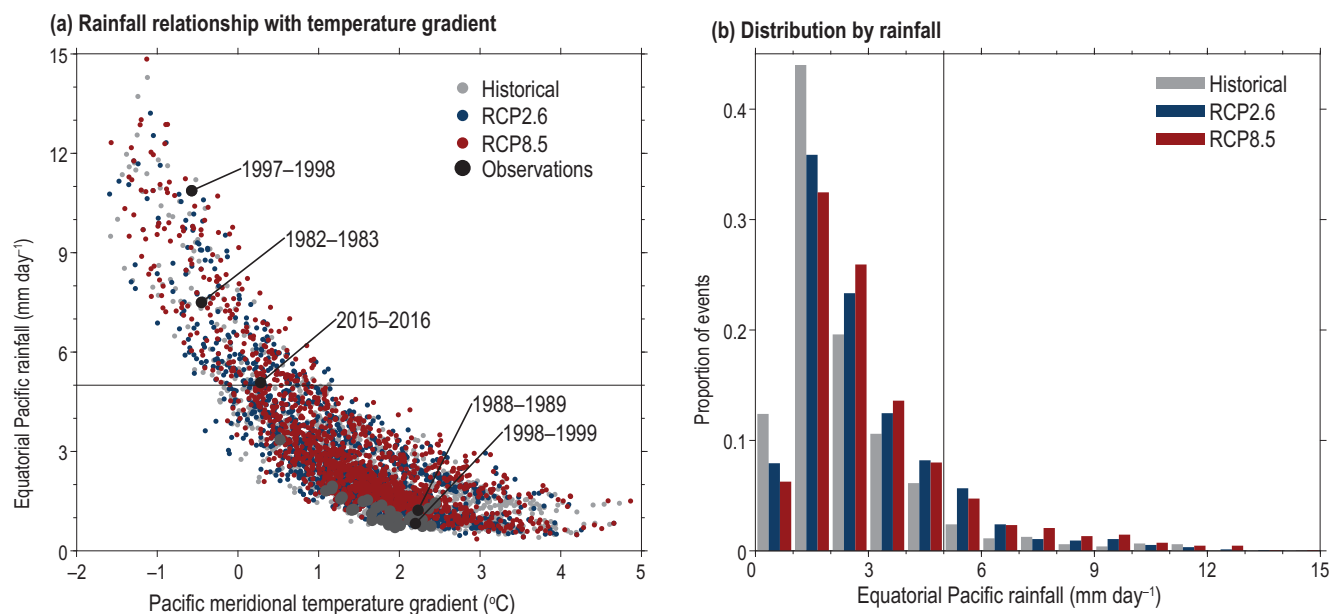 (a) Rainfall relationship with temperature gradient
15
12
9
6
3
0
Equatorial Pacific rainfall (mm day⁻¹)
Historical
RCP2.6
RCP8.5
Observations
1997–1998
1982–1983
2015–2016
1988–1989
1998–1999
–2 –1 0 1 2 3 4 5
Pacific meridional temperature gradient (ºC)
(b) Distribution by rainfall
0.4
0.3
0.2
0.1
0
Proportion of events
Historical
RCP2.6
RCP8.5
0 3 6 9 12 15
Equatorial Pacific rainfall (mm day⁻¹)